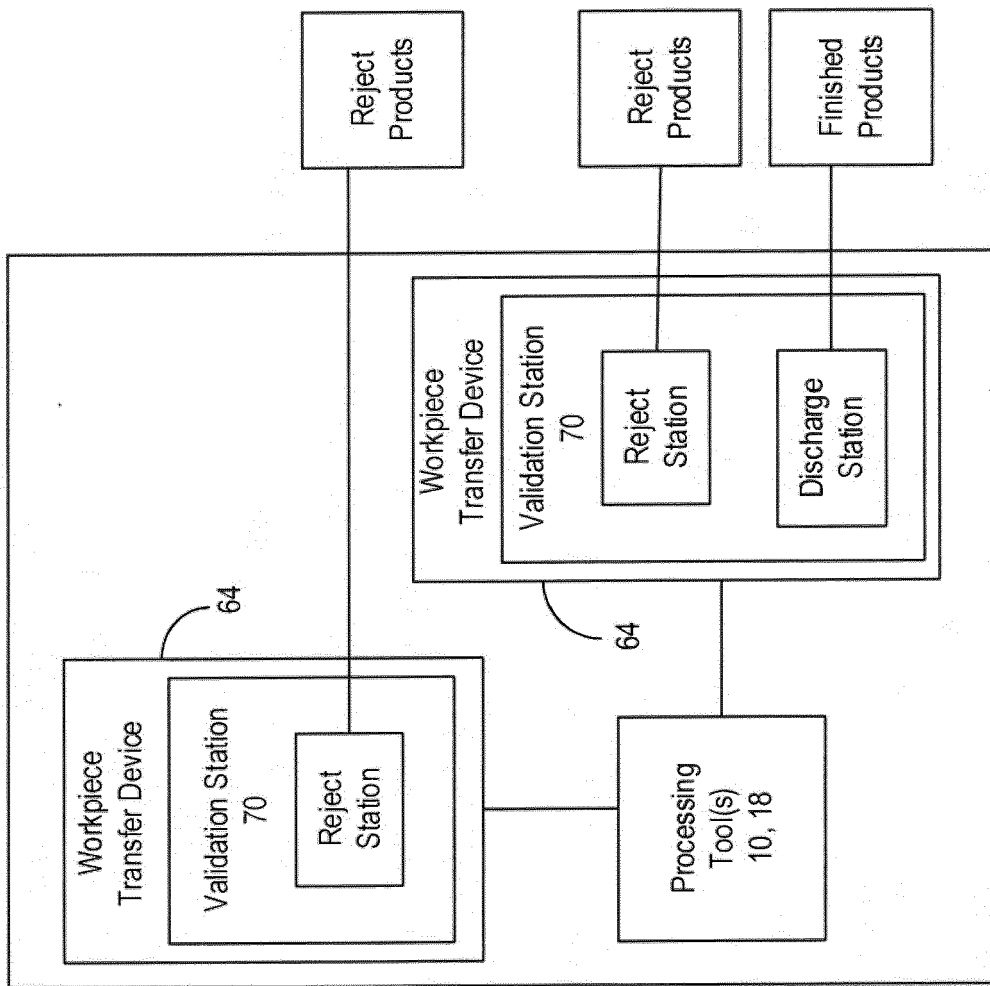 Workpiece
Transfer Device
Validation Station
70
Reject
Station
64
Processing
Tool(s)
10, 18
Workpiece
Transfer Device
Validation Station
70
Reject
Station
Discharge
Station
64
Reject
Products
Reject
Products
Finished
Products